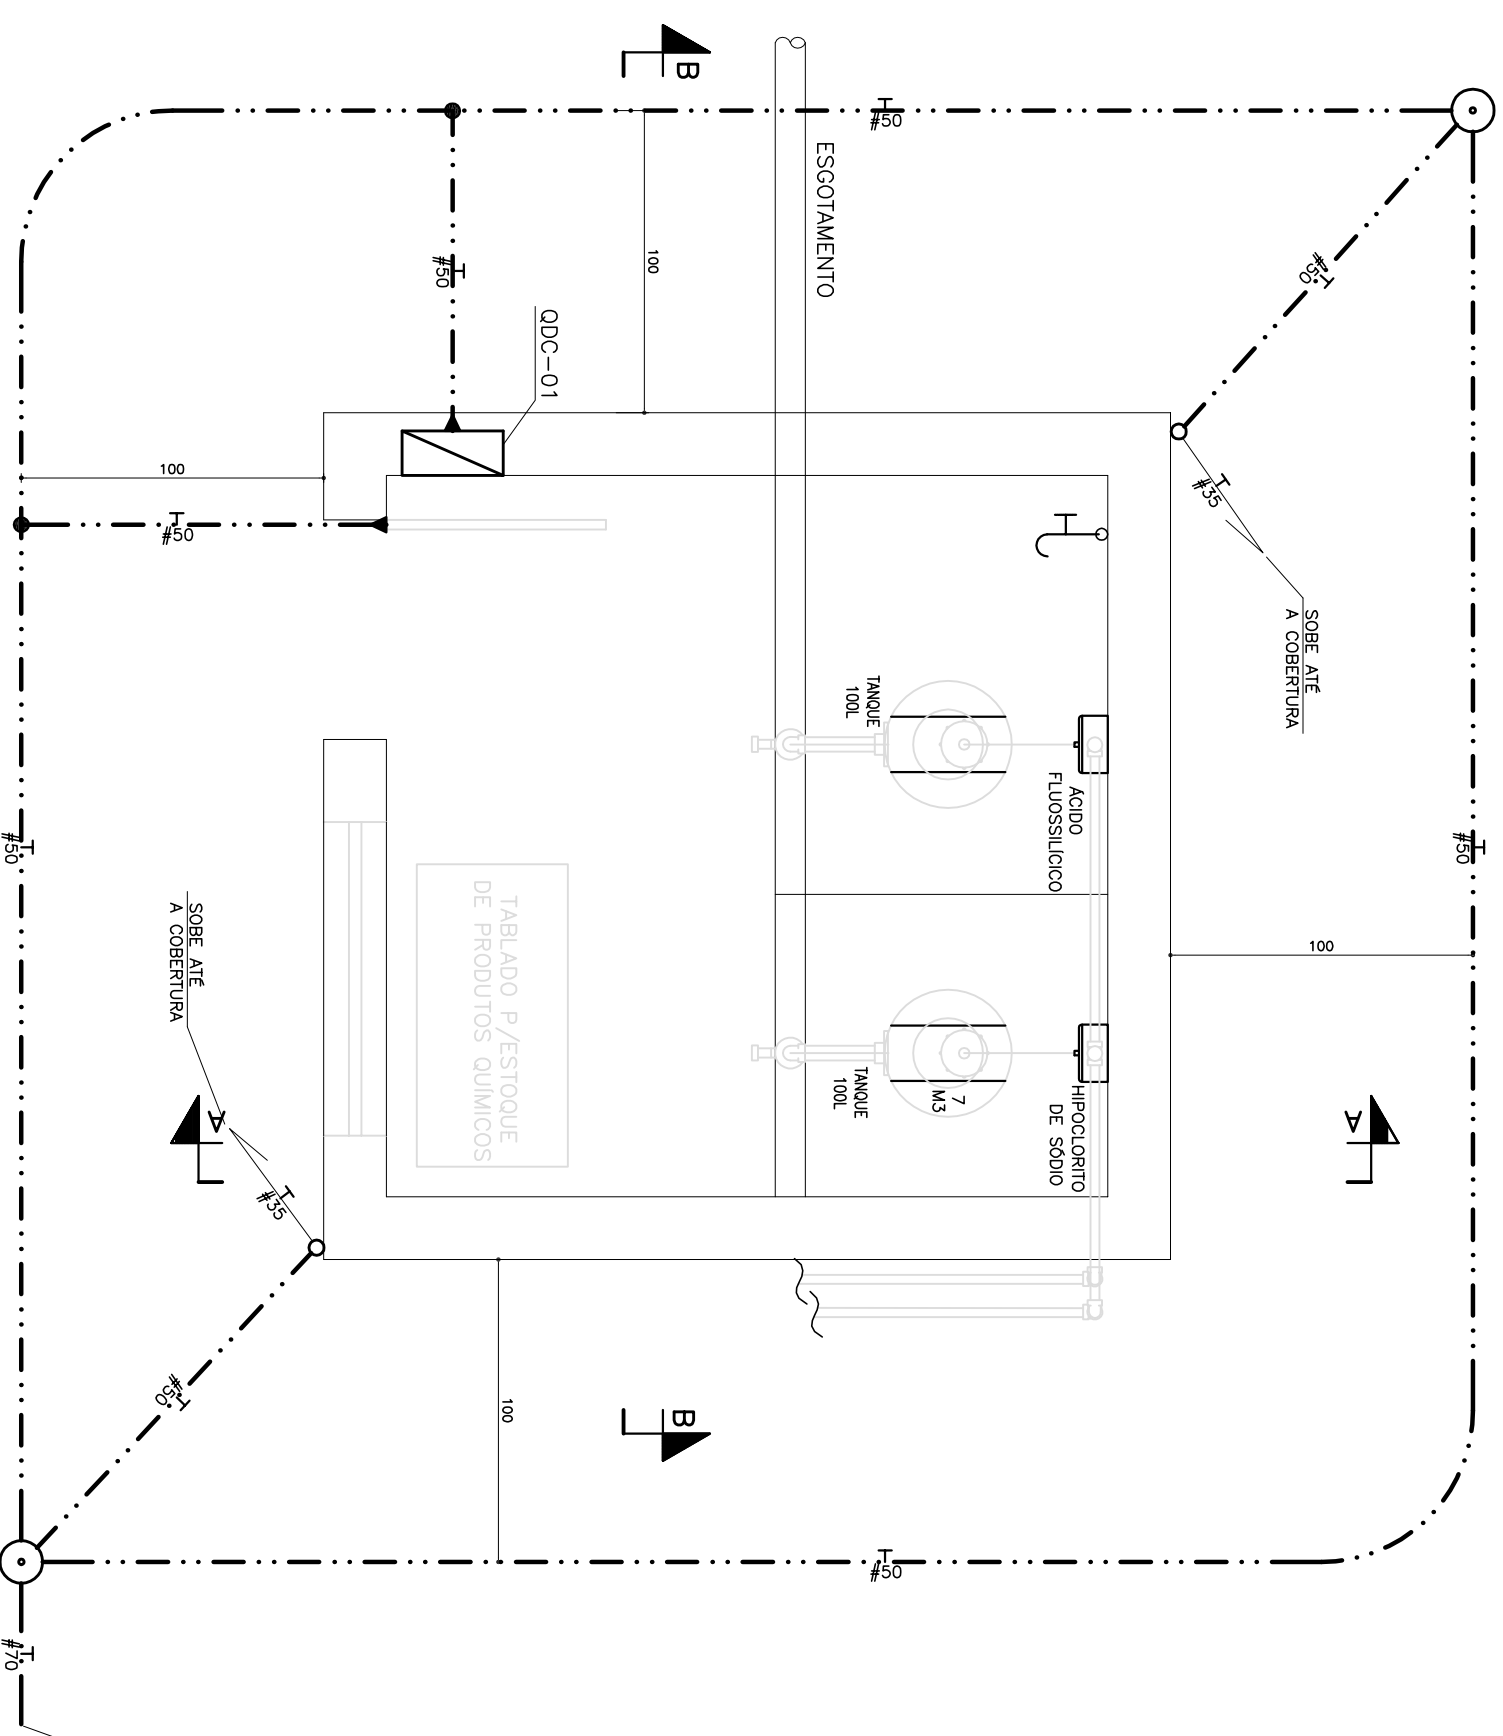 B
#50
ESGOTAMENTO
100
#50
#50
QDC-01
#35
SOBE ATÉ
A COBERTURA
100
#50
TANQUE
100L
ÁCIDO
FLUOSSILÍCICO
#50
#50
100
SOBE ATÉ
A COBERTURA
TABLADO P/ESTOQUE
DE PRODUTOS QUÍMICOS
TANQUE
100L
7
M3
HIPOCLORITO
DE SÓDIO
A
A
#35
#50
100
B
#50
#70